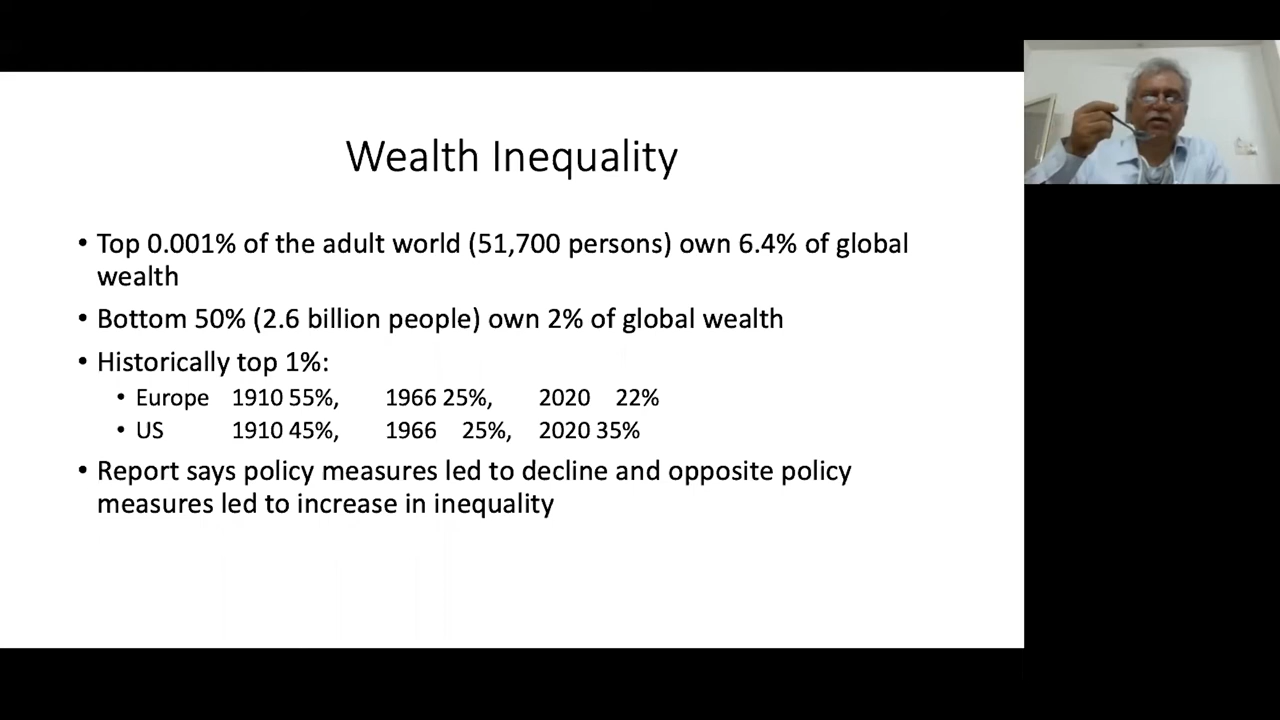 Wealth Inequality
• Top 0.001% of the adult world (51,700 persons) own 6.4% of global
wealth
• Bottom 50% (2.6 billion people) own 2% of global wealth
• Historically top 1%:
• Europe 1910 55%, 1966 25%, 2020 22%
• US 1910 45%, 1966 25%, 2020 35%
• Report says policy measures led to decline and opposite policy
measures led to increase in inequality